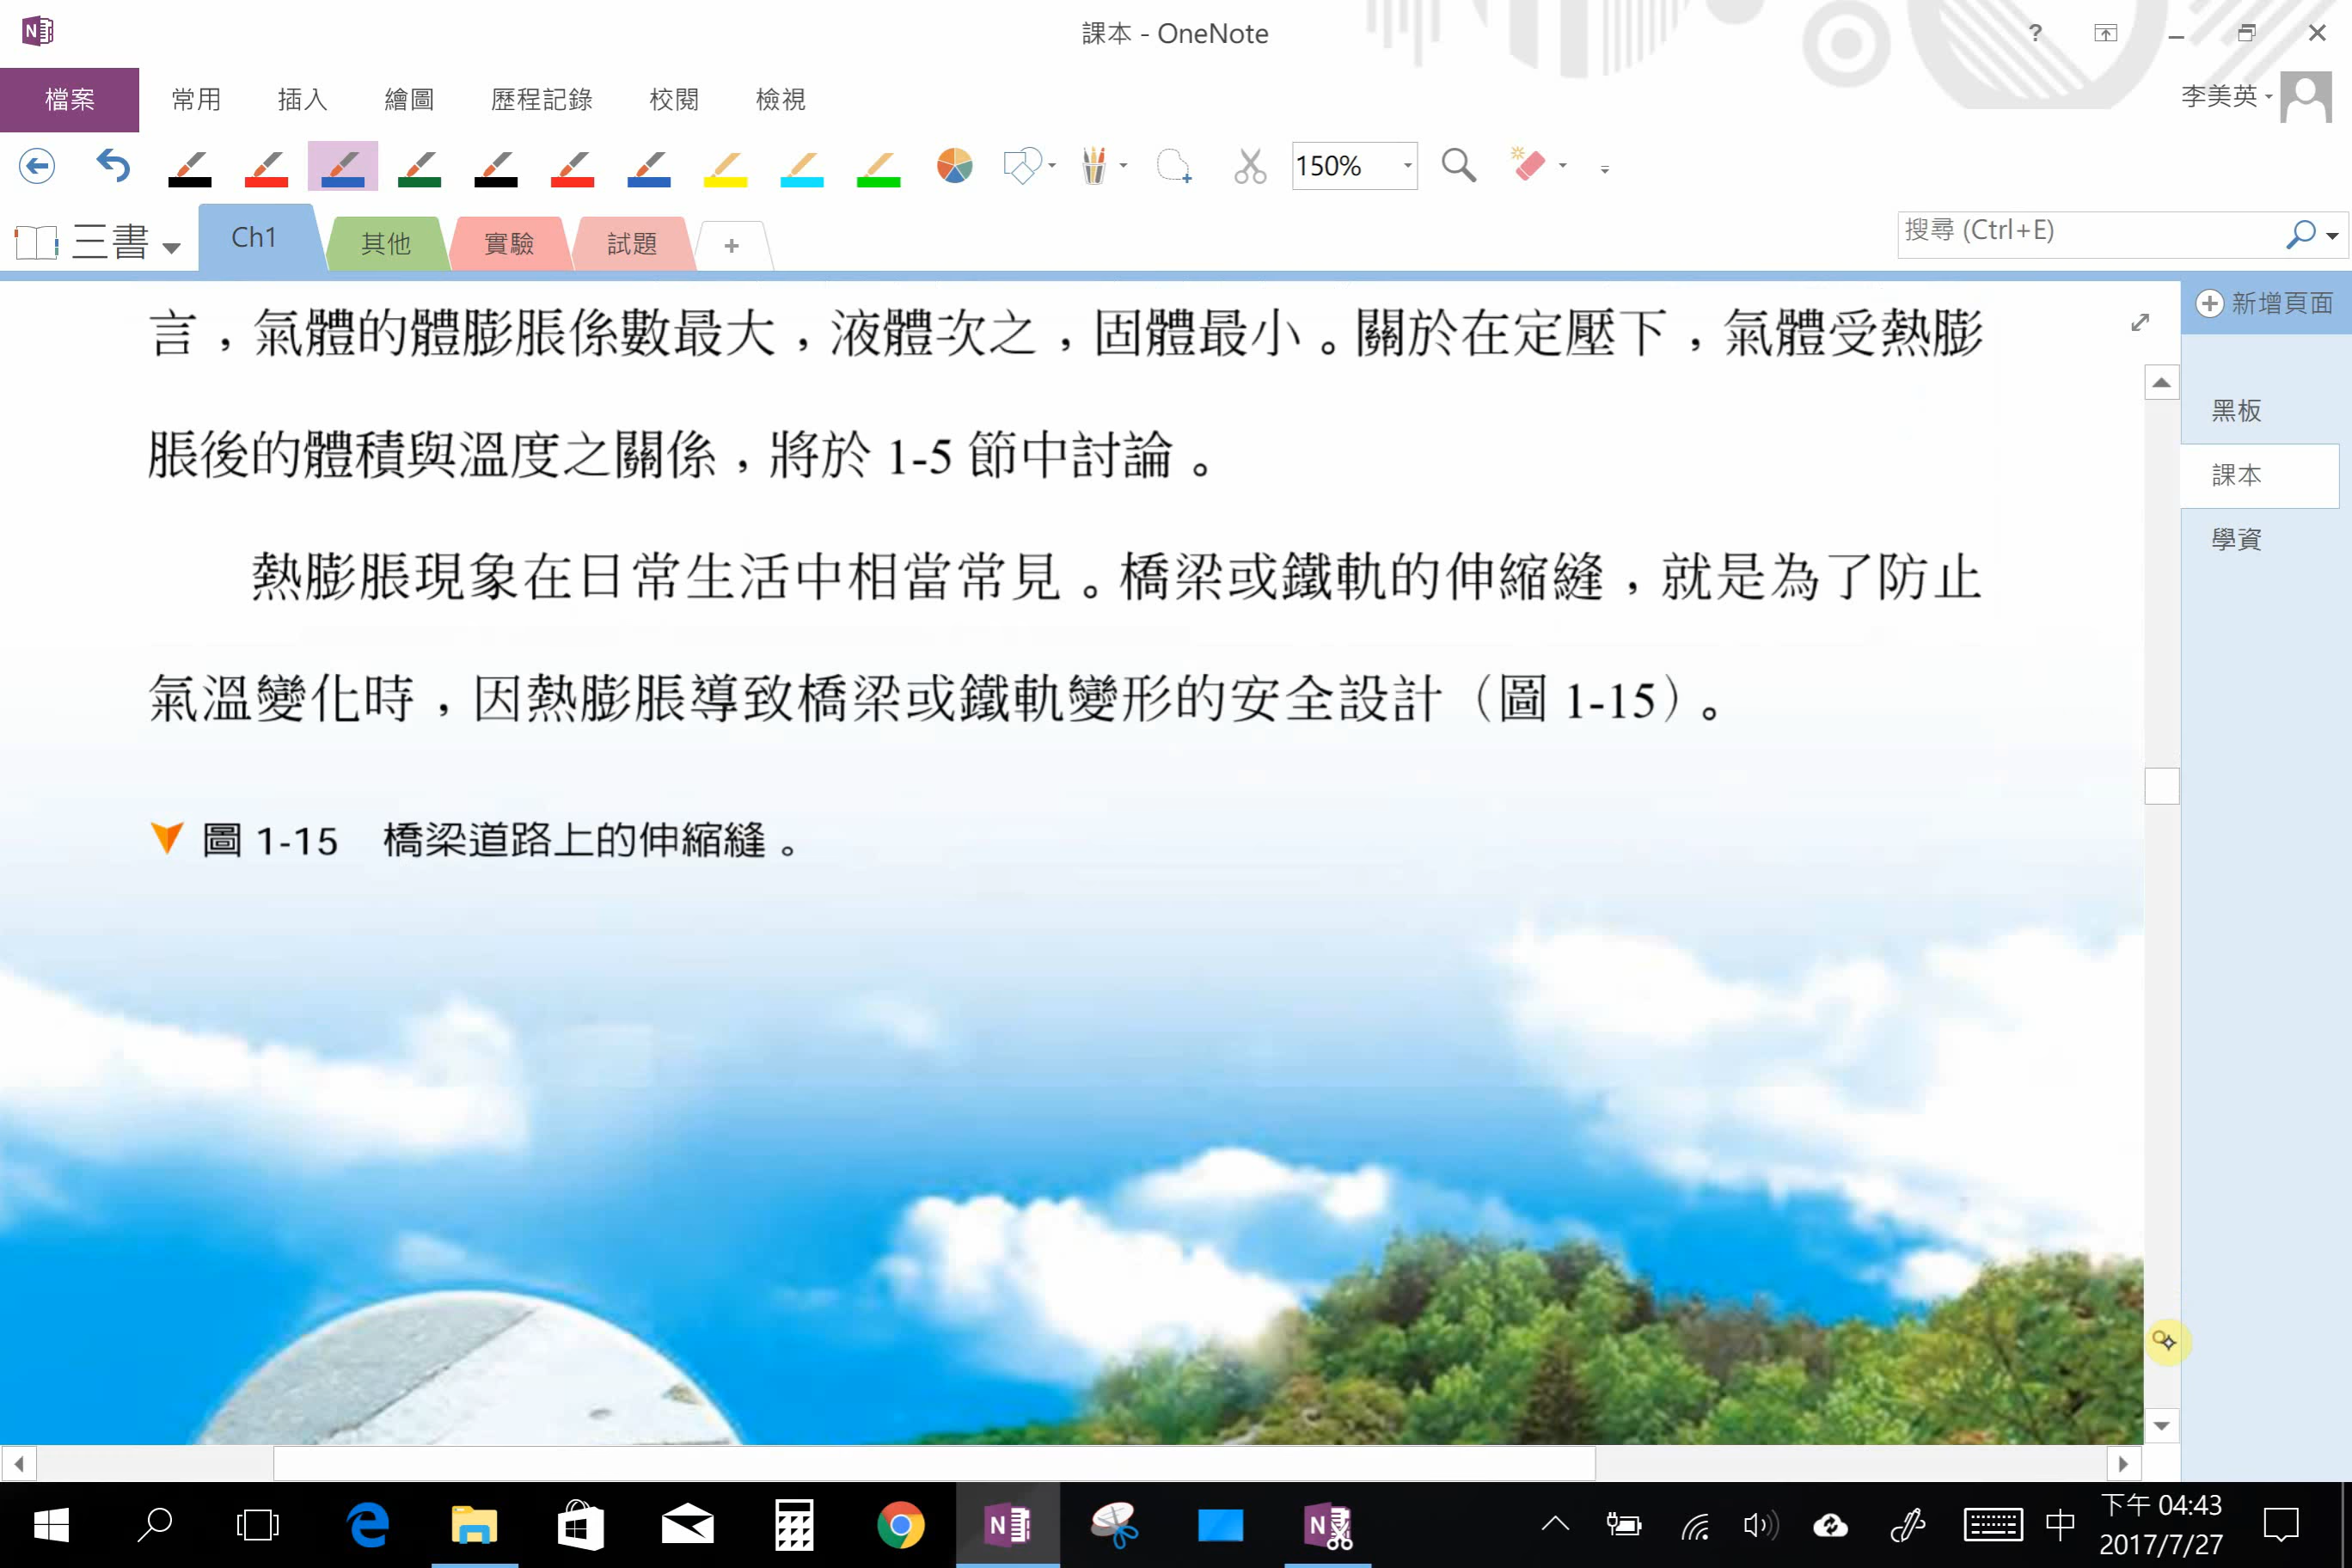 課本 - OneNote
?
檔案 常用 插入 繪圖 歷程記錄 校閱 檢視
李美英
150%
三書 Ch1 其他 實驗 試題 +
搜尋 (Ctrl+E)
新增頁面
黑板
課本
學資
言，氣體的體膨脹係數最大，液體次之，固體最小。關於在定壓下，氣體受熱膨
脹後的體積與溫度之關係，將於 1-5 節中討論。
熱膨脹現象在日常生活中相當常見。橋梁或鐵軌的伸縮縫，就是為了防止
氣溫變化時，因熱膨脹導致橋梁或鐵軌變形的安全設計（圖 1-15）。
圖 1-15　橋梁道路上的伸縮縫。
中
下午 04:43
2017/7/27